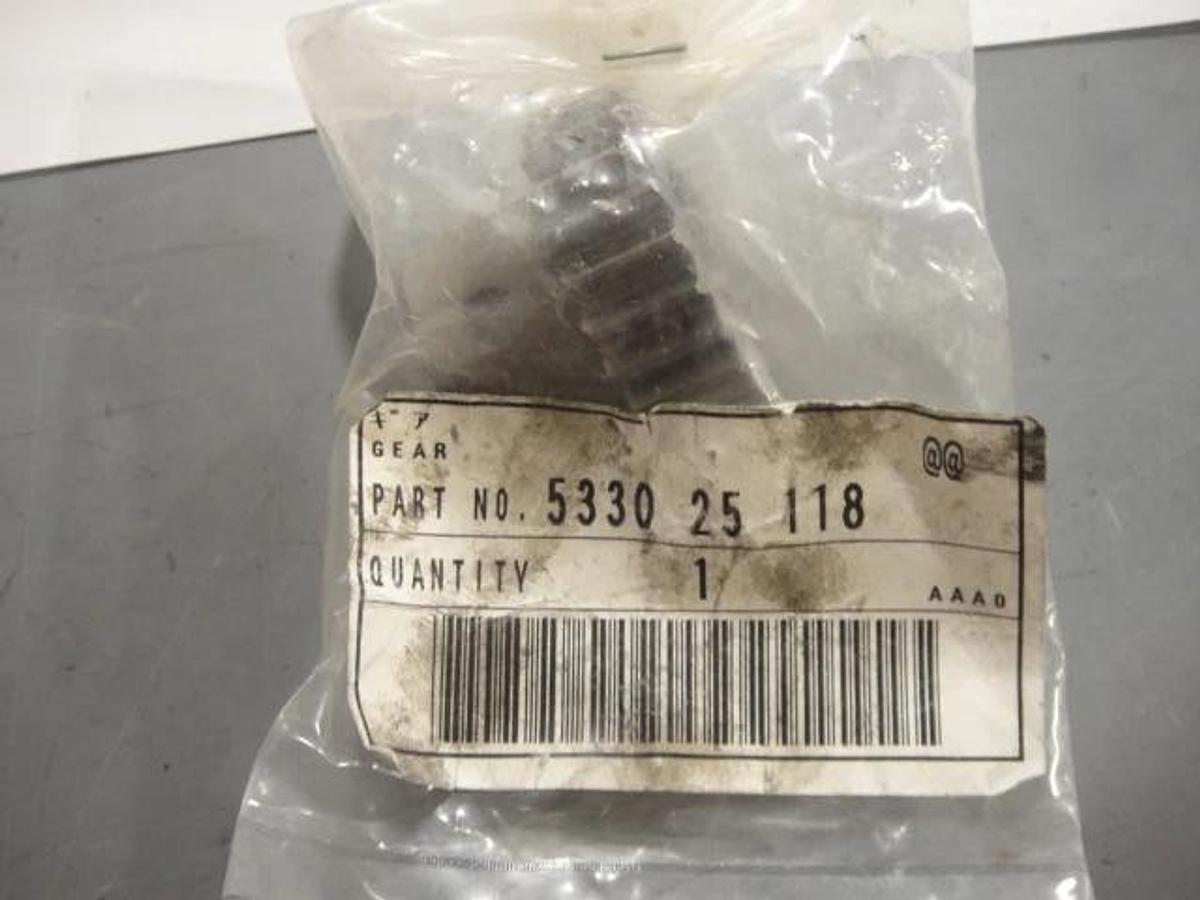 ギア
GEAR @@
PART NO. 5330 25 118
QUANTITY 1 AAA0